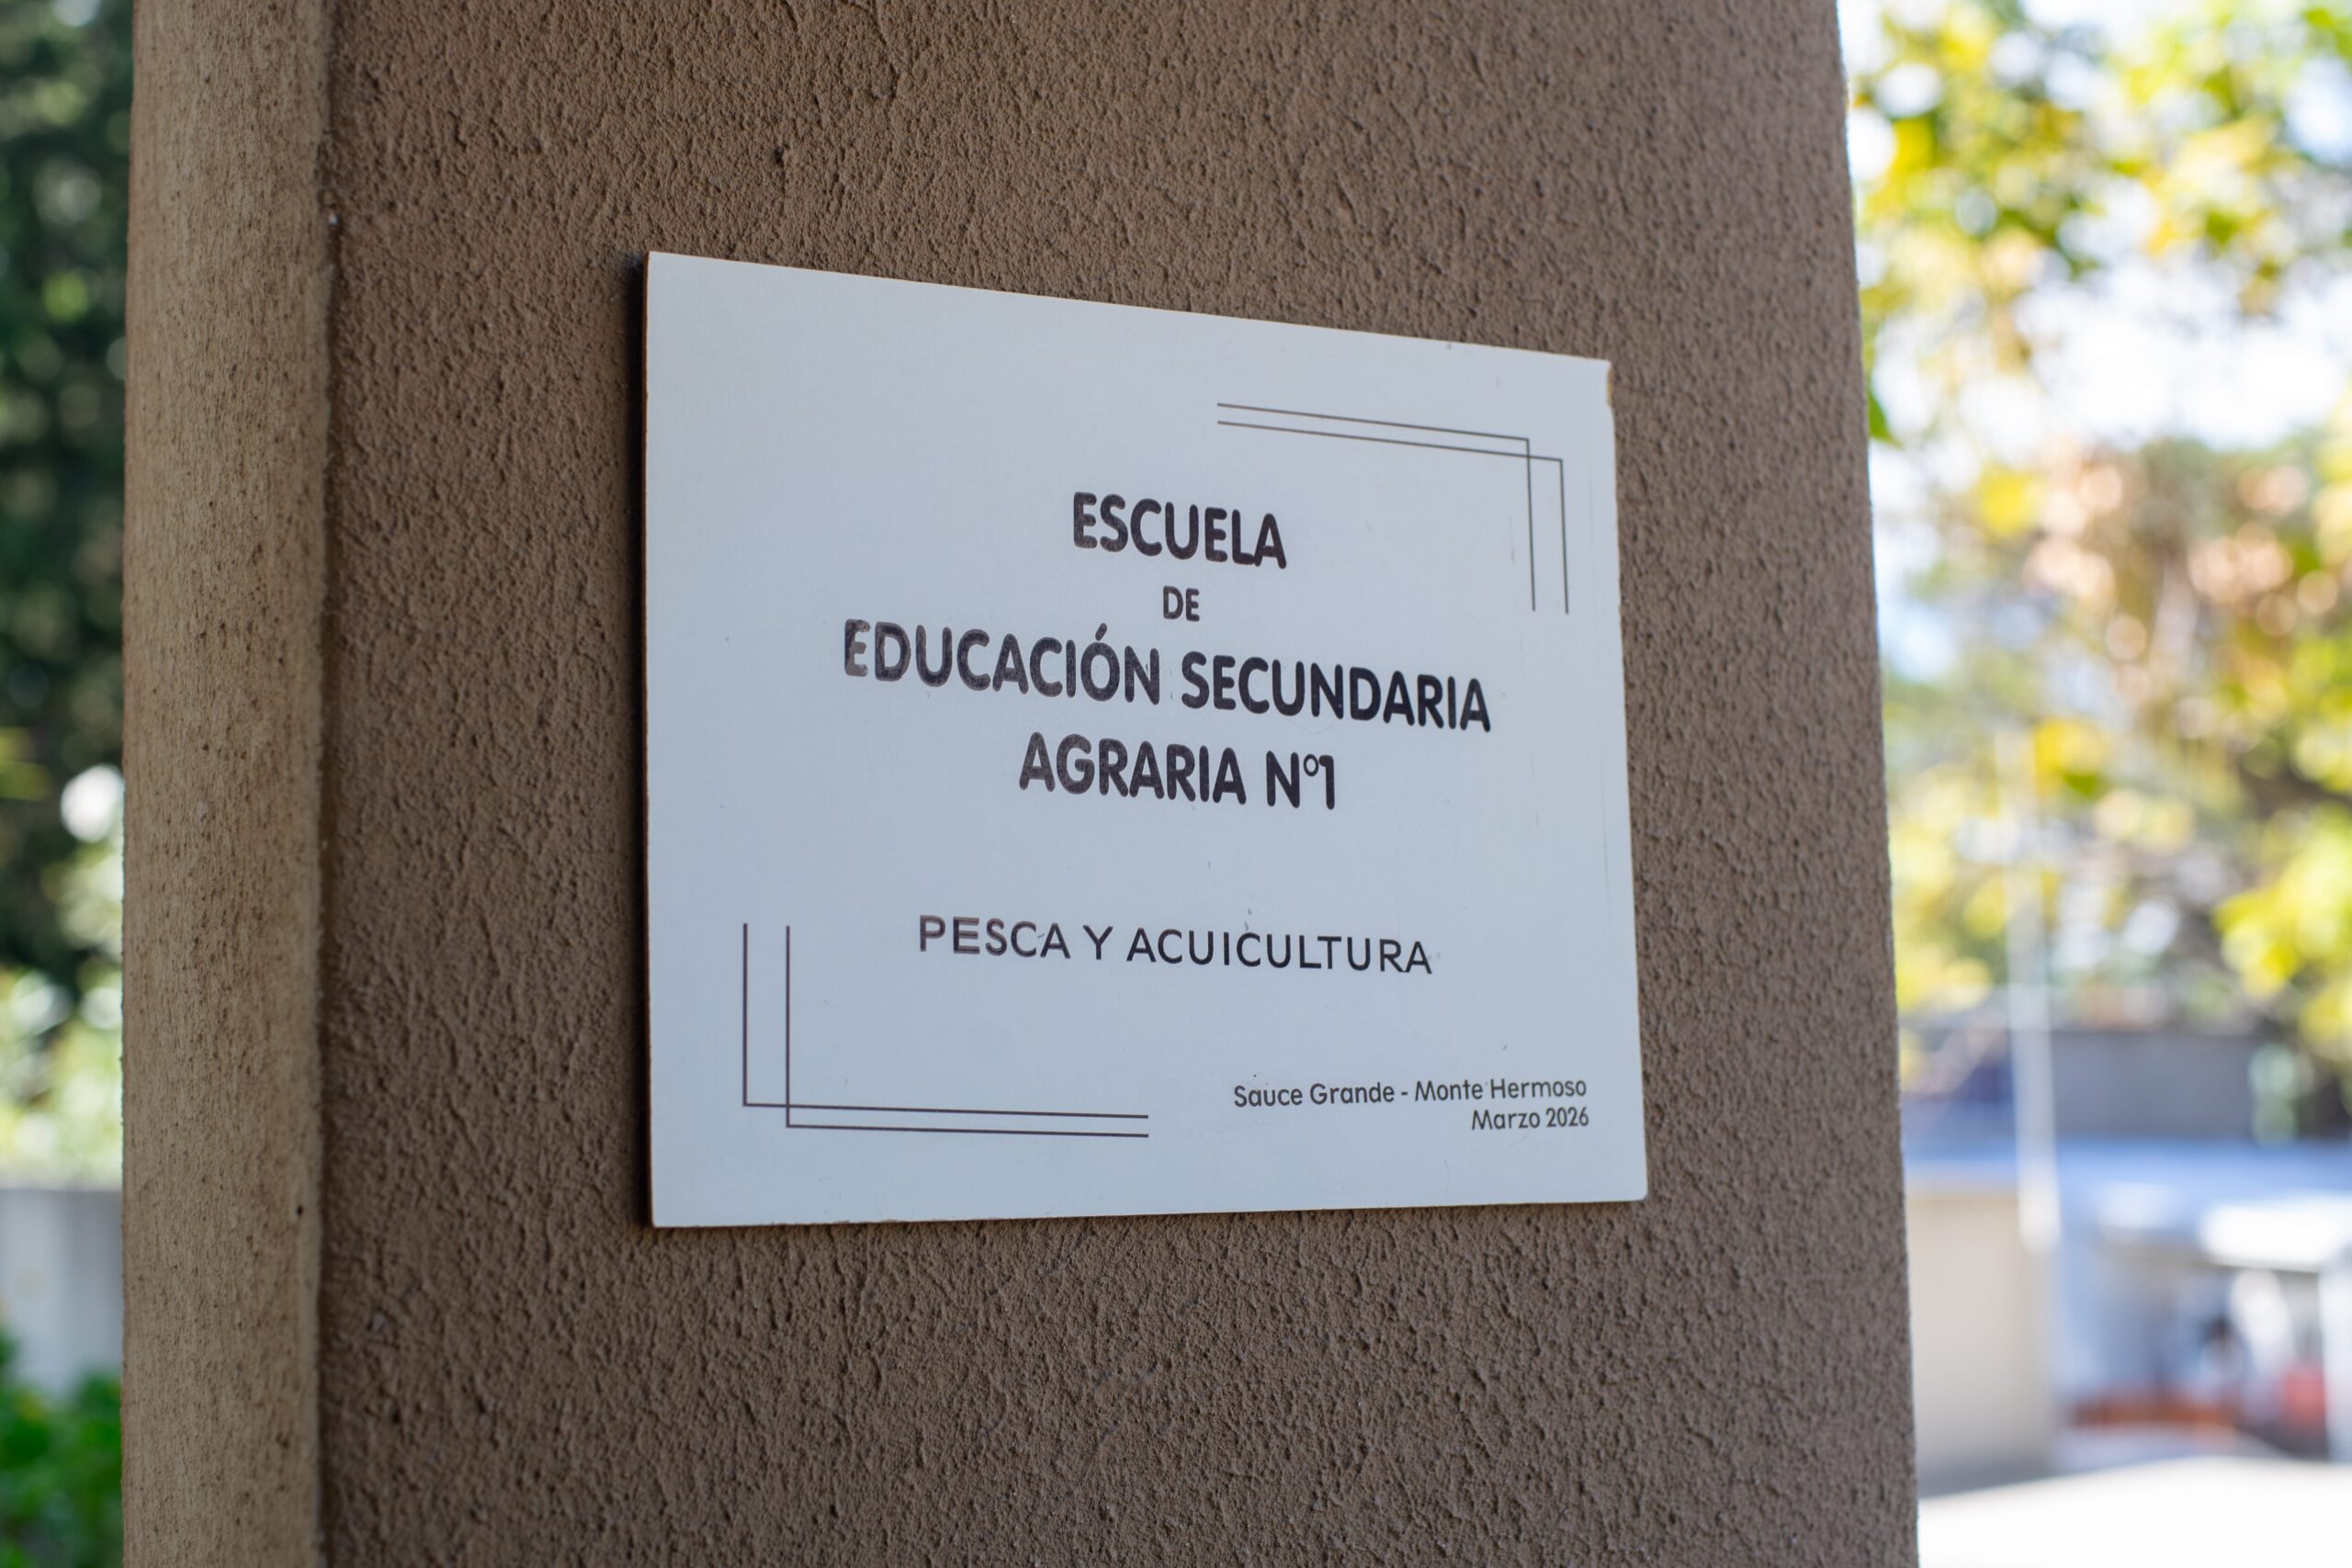 ESCUELA
DE
EDUCACIÓN SECUNDARIA
AGRARIA N°1
PESCA Y ACUICULTURA
Sauce Grande - Monte Hermoso
Marzo 2026